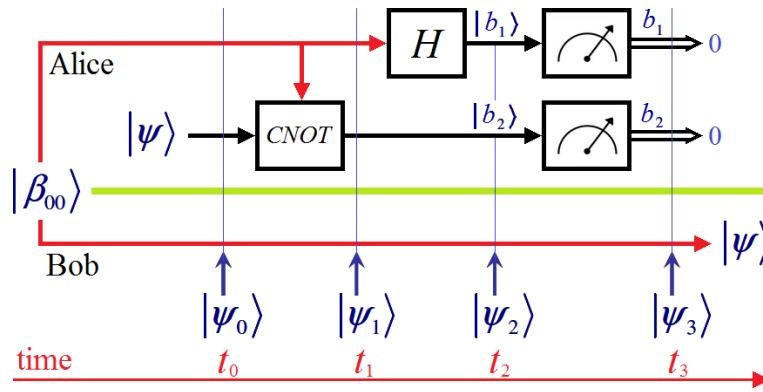 H |b₁⟩ b₁ 0
Alice
|ψ⟩ CNOT |b₂⟩ b₂ 0
|β₀₀⟩
Bob |ψ⟩
|ψ₀⟩ |ψ₁⟩ |ψ₂⟩ |ψ₃⟩
time t₀ t₁ t₂ t₃